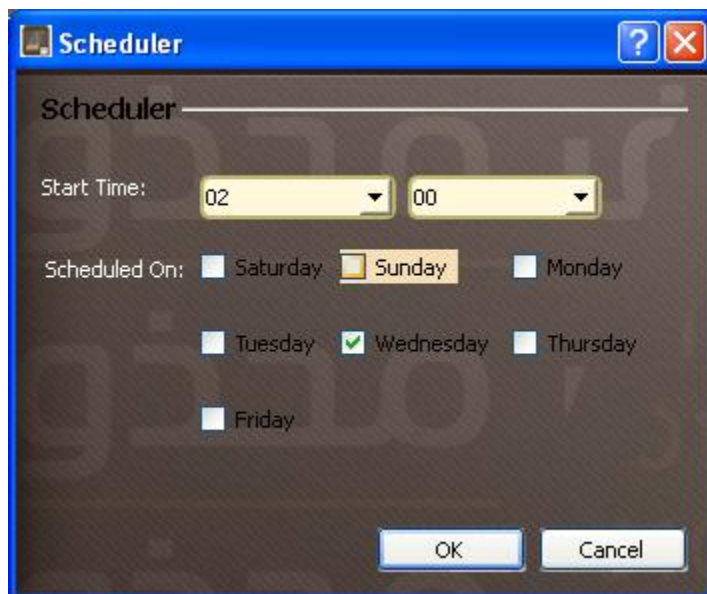 Scheduler
Scheduler
Start Time: 02 00
Scheduled On: Saturday Sunday Monday
Tuesday Wednesday Thursday
Friday
OK Cancel